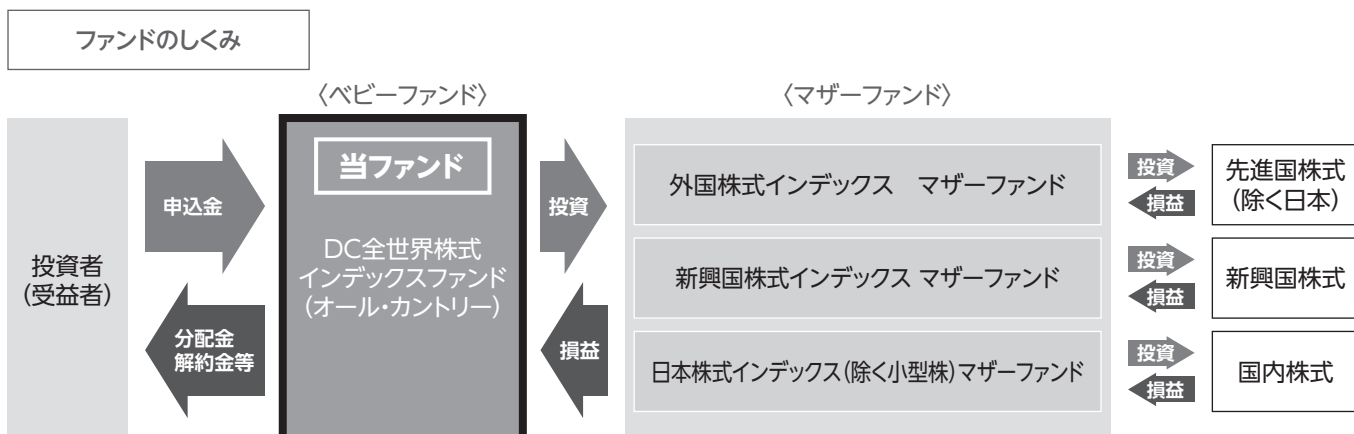 ファンドのしくみ
〈ベビーファンド〉
〈マザーファンド〉
投資者
(受益者)
申込金
分配金
解約金等
当ファンド
DC全世界株式
インデックスファンド
(オール・カントリー)
投資
損益
外国株式インデックス　マザーファンド
投資
損益
先進国株式
(除く日本)
新興国株式インデックス マザーファンド
投資
損益
新興国株式
日本株式インデックス(除く小型株)マザーファンド
投資
損益
国内株式